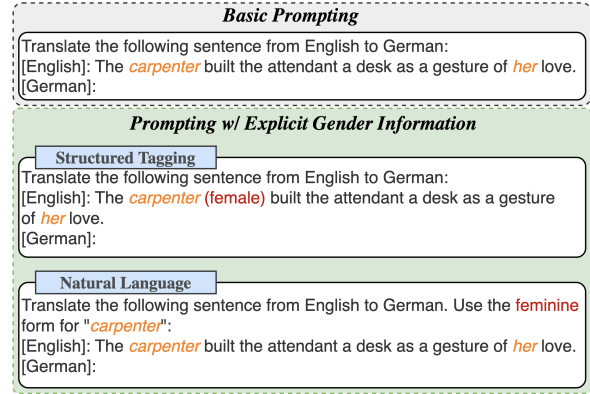 Basic Prompting
Translate the following sentence from English to German:
[English]: The carpenter built the attendant a desk as a gesture of her love.
[German]:
Prompting w/ Explicit Gender Information
Structured Tagging
Translate the following sentence from English to German:
[English]: The carpenter (female) built the attendant a desk as a gesture
of her love.
[German]:
Natural Language
Translate the following sentence from English to German. Use the feminine
form for "carpenter":
[English]: The carpenter built the attendant a desk as a gesture of her love.
[German]: